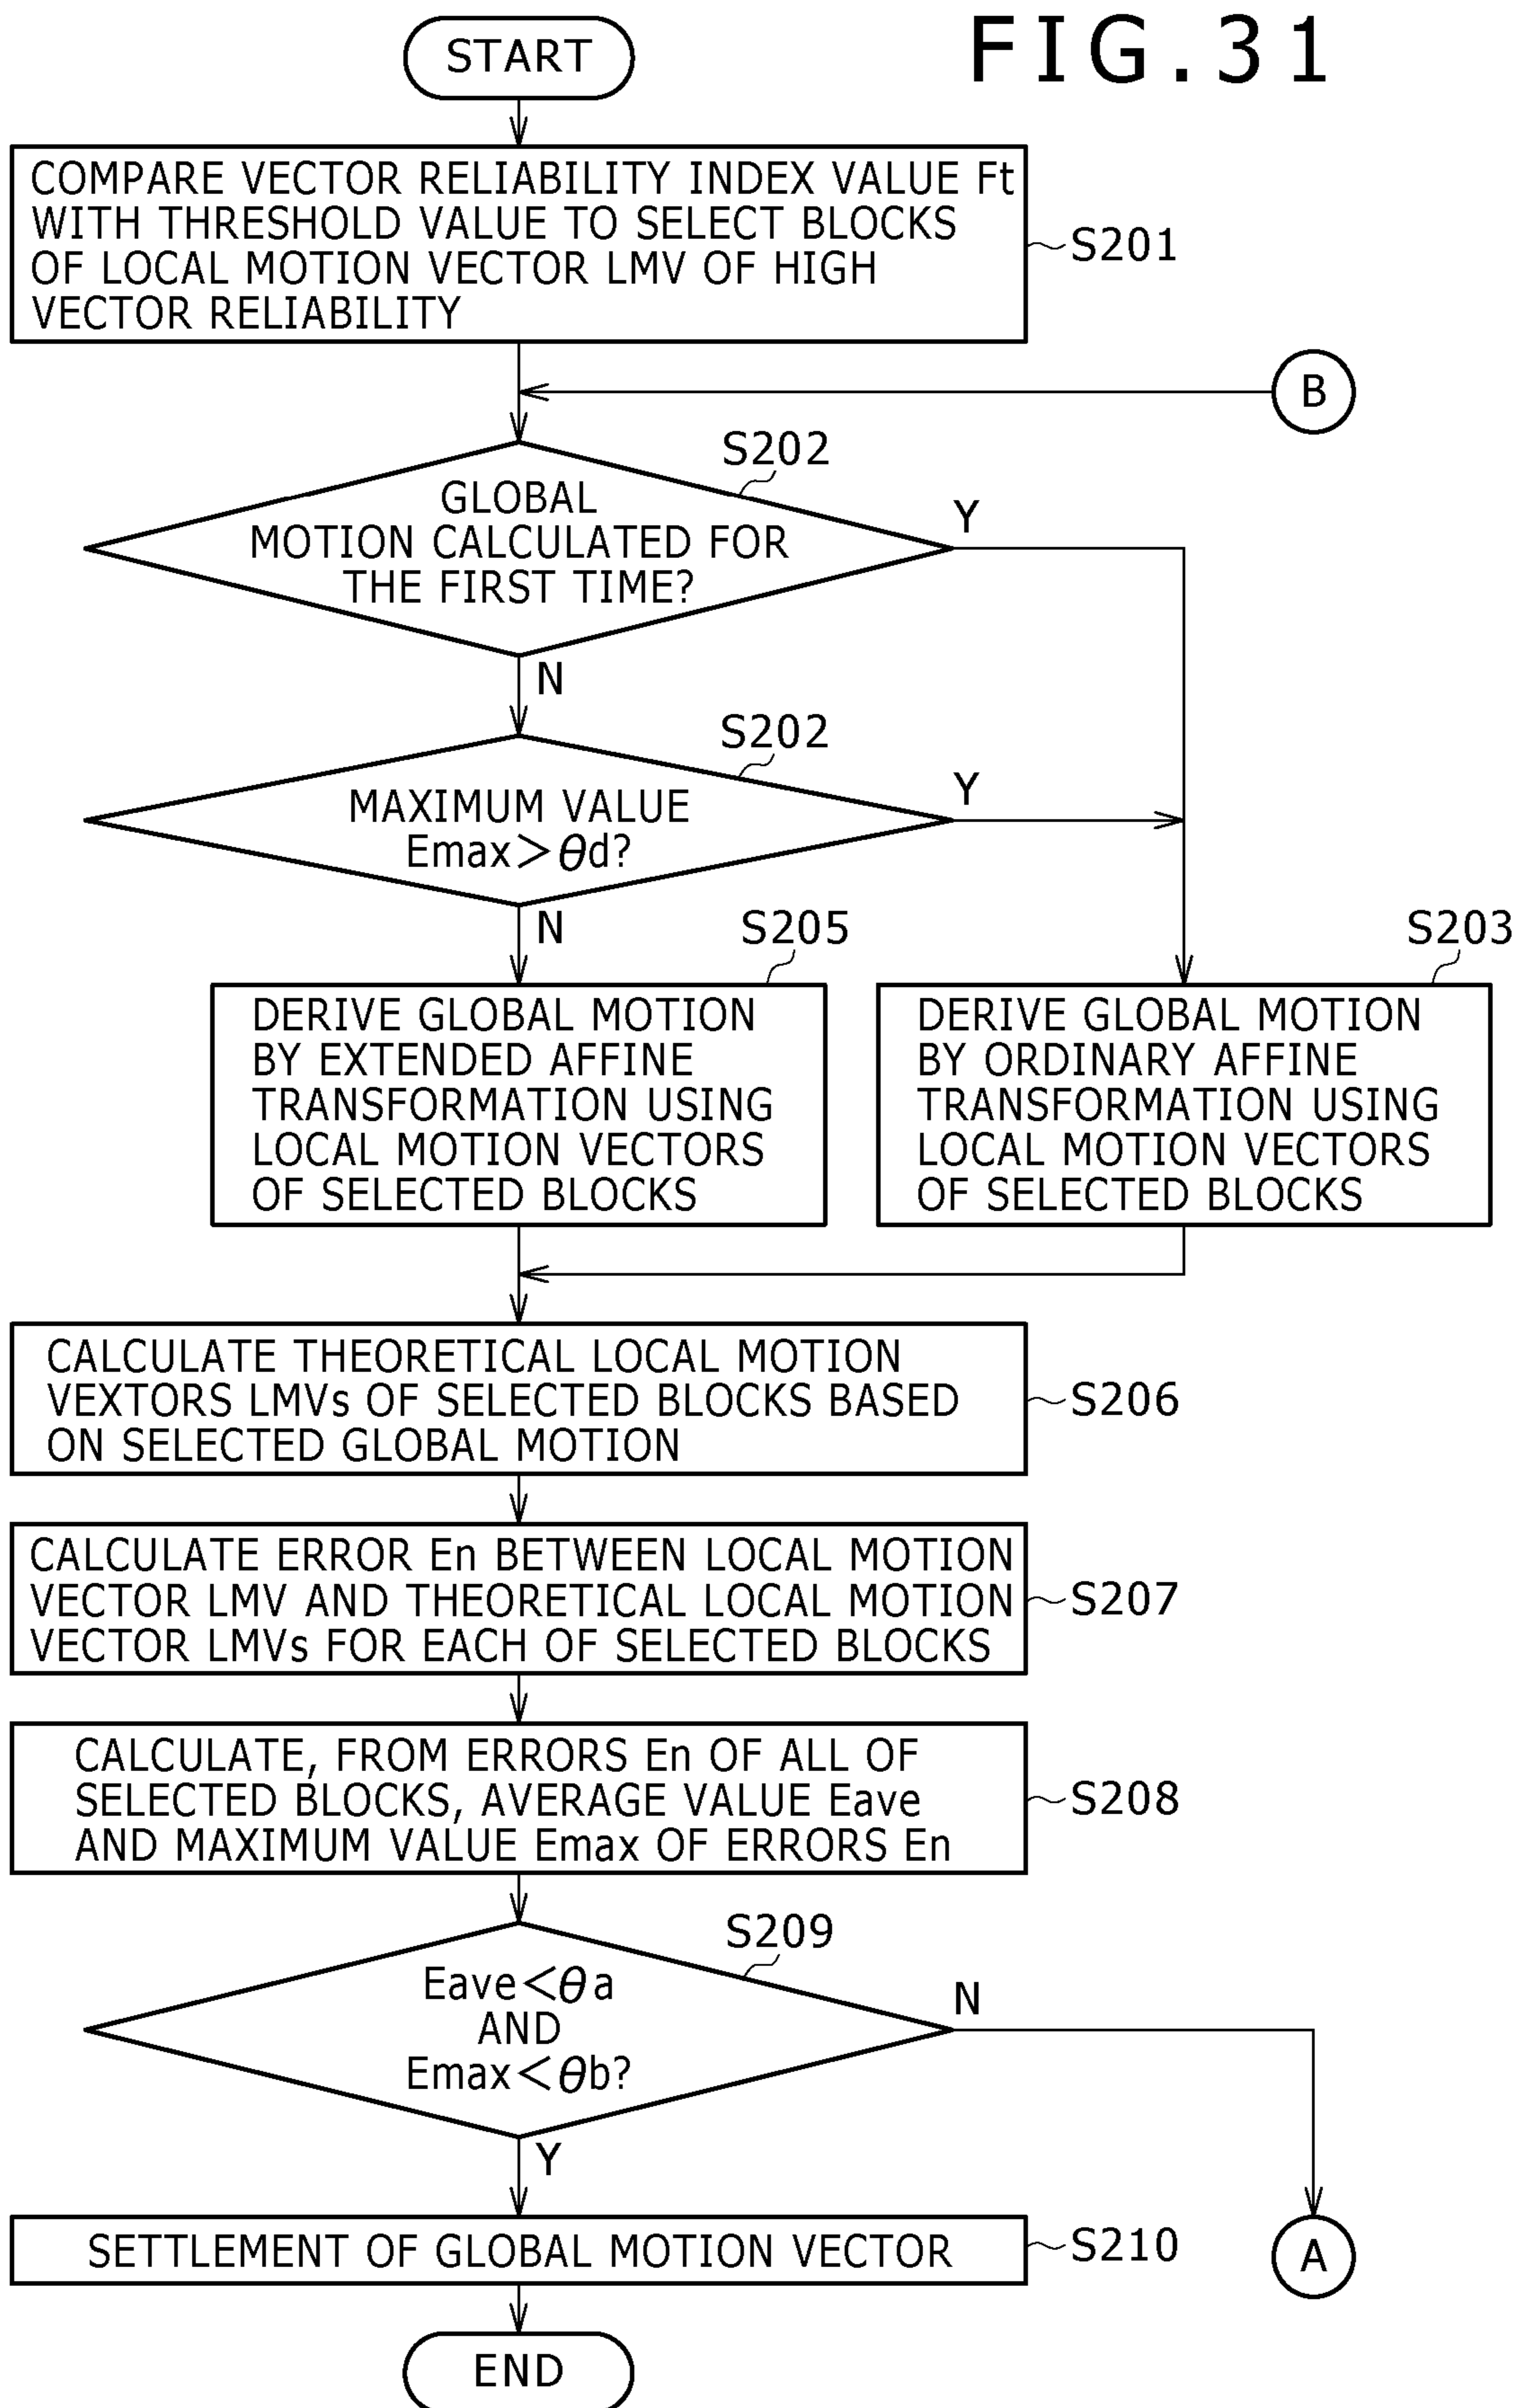 FIG.31
START
COMPARE VECTOR RELIABILITY INDEX VALUE Ft
WITH THRESHOLD VALUE TO SELECT BLOCKS
OF LOCAL MOTION VECTOR LMV OF HIGH
VECTOR RELIABILITY
S201
B
S202
GLOBAL
MOTION CALCULATED FOR
THE FIRST TIME?
Y
N
S202
MAXIMUM VALUE
Emax>θd?
Y
N
S205
DERIVE GLOBAL MOTION
BY EXTENDED AFFINE
TRANSFORMATION USING
LOCAL MOTION VECTORS
OF SELECTED BLOCKS
S203
DERIVE GLOBAL MOTION
BY ORDINARY AFFINE
TRANSFORMATION USING
LOCAL MOTION VECTORS
OF SELECTED BLOCKS
CALCULATE THEORETICAL LOCAL MOTION
VEXTORS LMVs OF SELECTED BLOCKS BASED
ON SELECTED GLOBAL MOTION
S206
CALCULATE ERROR En BETWEEN LOCAL MOTION
VECTOR LMV AND THEORETICAL LOCAL MOTION
VECTOR LMVs FOR EACH OF SELECTED BLOCKS
S207
CALCULATE, FROM ERRORS En OF ALL OF
SELECTED BLOCKS, AVERAGE VALUE Eave
AND MAXIMUM VALUE Emax OF ERRORS En
S208
S209
Eave<θa
AND
Emax<θb?
N
Y
SETTLEMENT OF GLOBAL MOTION VECTOR
S210
A
END